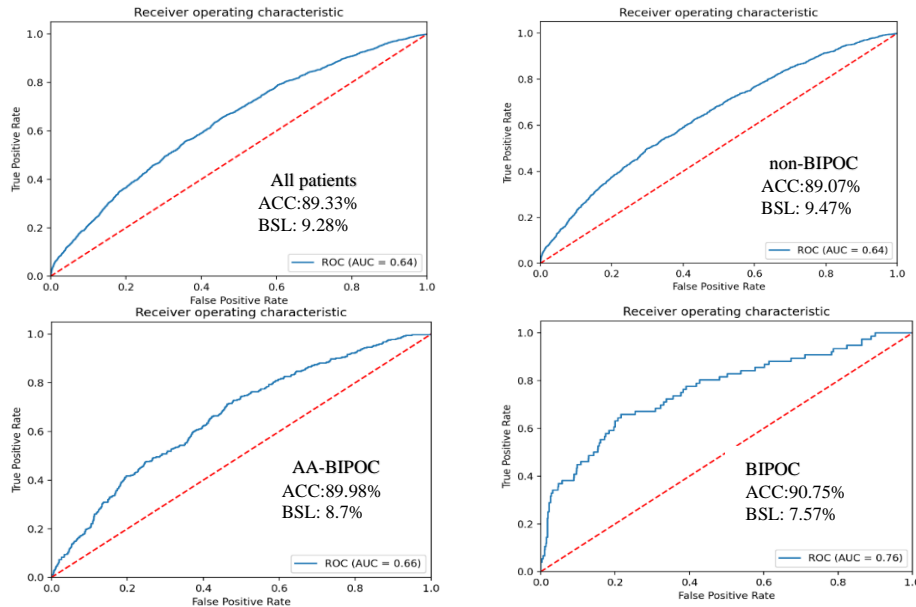 Receiver operating characteristic
True Positive Rate
1.0
0.8
0.6
0.4
0.2
0.0
All patients
ACC:89.33%
BSL: 9.28%
ROC (AUC = 0.64)
0.0 0.2 0.4 0.6 0.8 1.0
False Positive Rate
Receiver operating characteristic
True Positive Rate
1.0
0.8
0.6
0.4
0.2
0.0
non-BIPOC
ACC:89.07%
BSL: 9.47%
ROC (AUC = 0.64)
0.0 0.2 0.4 0.6 0.8 1.0
False Positive Rate
Receiver operating characteristic
True Positive Rate
1.0
0.8
0.6
0.4
0.2
0.0
AA-BIPOC
ACC:89.98%
BSL: 8.7%
ROC (AUC = 0.66)
0.0 0.2 0.4 0.6 0.8 1.0
False Positive Rate
Receiver operating characteristic
True Positive Rate
1.0
0.8
0.6
0.4
0.2
0.0
BIPOC
ACC:90.75%
BSL: 7.57%
ROC (AUC = 0.76)
0.0 0.2 0.4 0.6 0.8 1.0
False Positive Rate